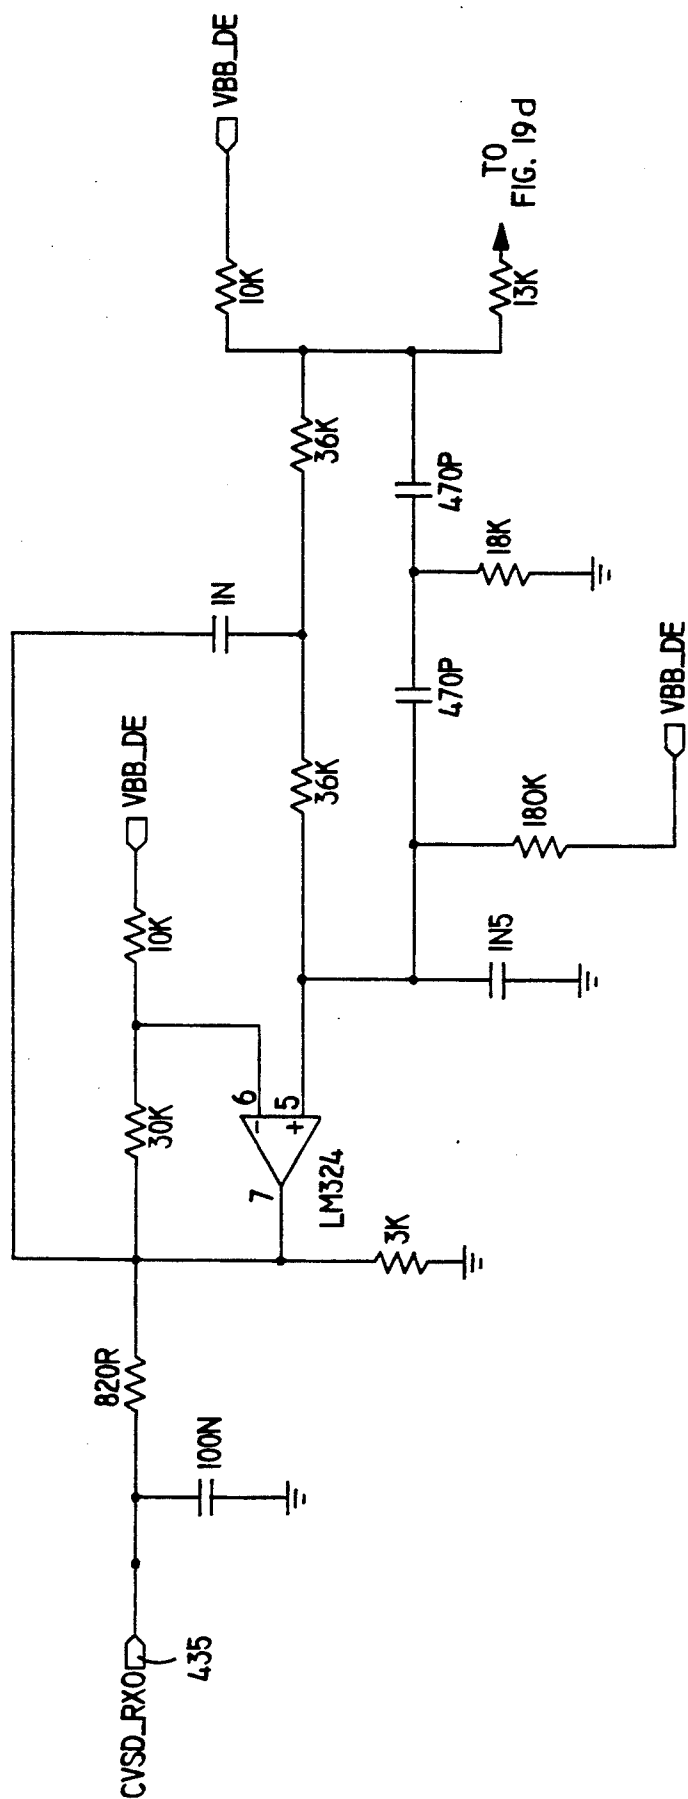 CVSD_RXO
435
100N
820R
30K
10K
VBB_DE
7
6
5
−
+
LM324
3K
1N
36K
36K
1N5
180K
VBB_DE
470P
18K
470P
10K
VBB_DE
13K
TO
FIG. 19d